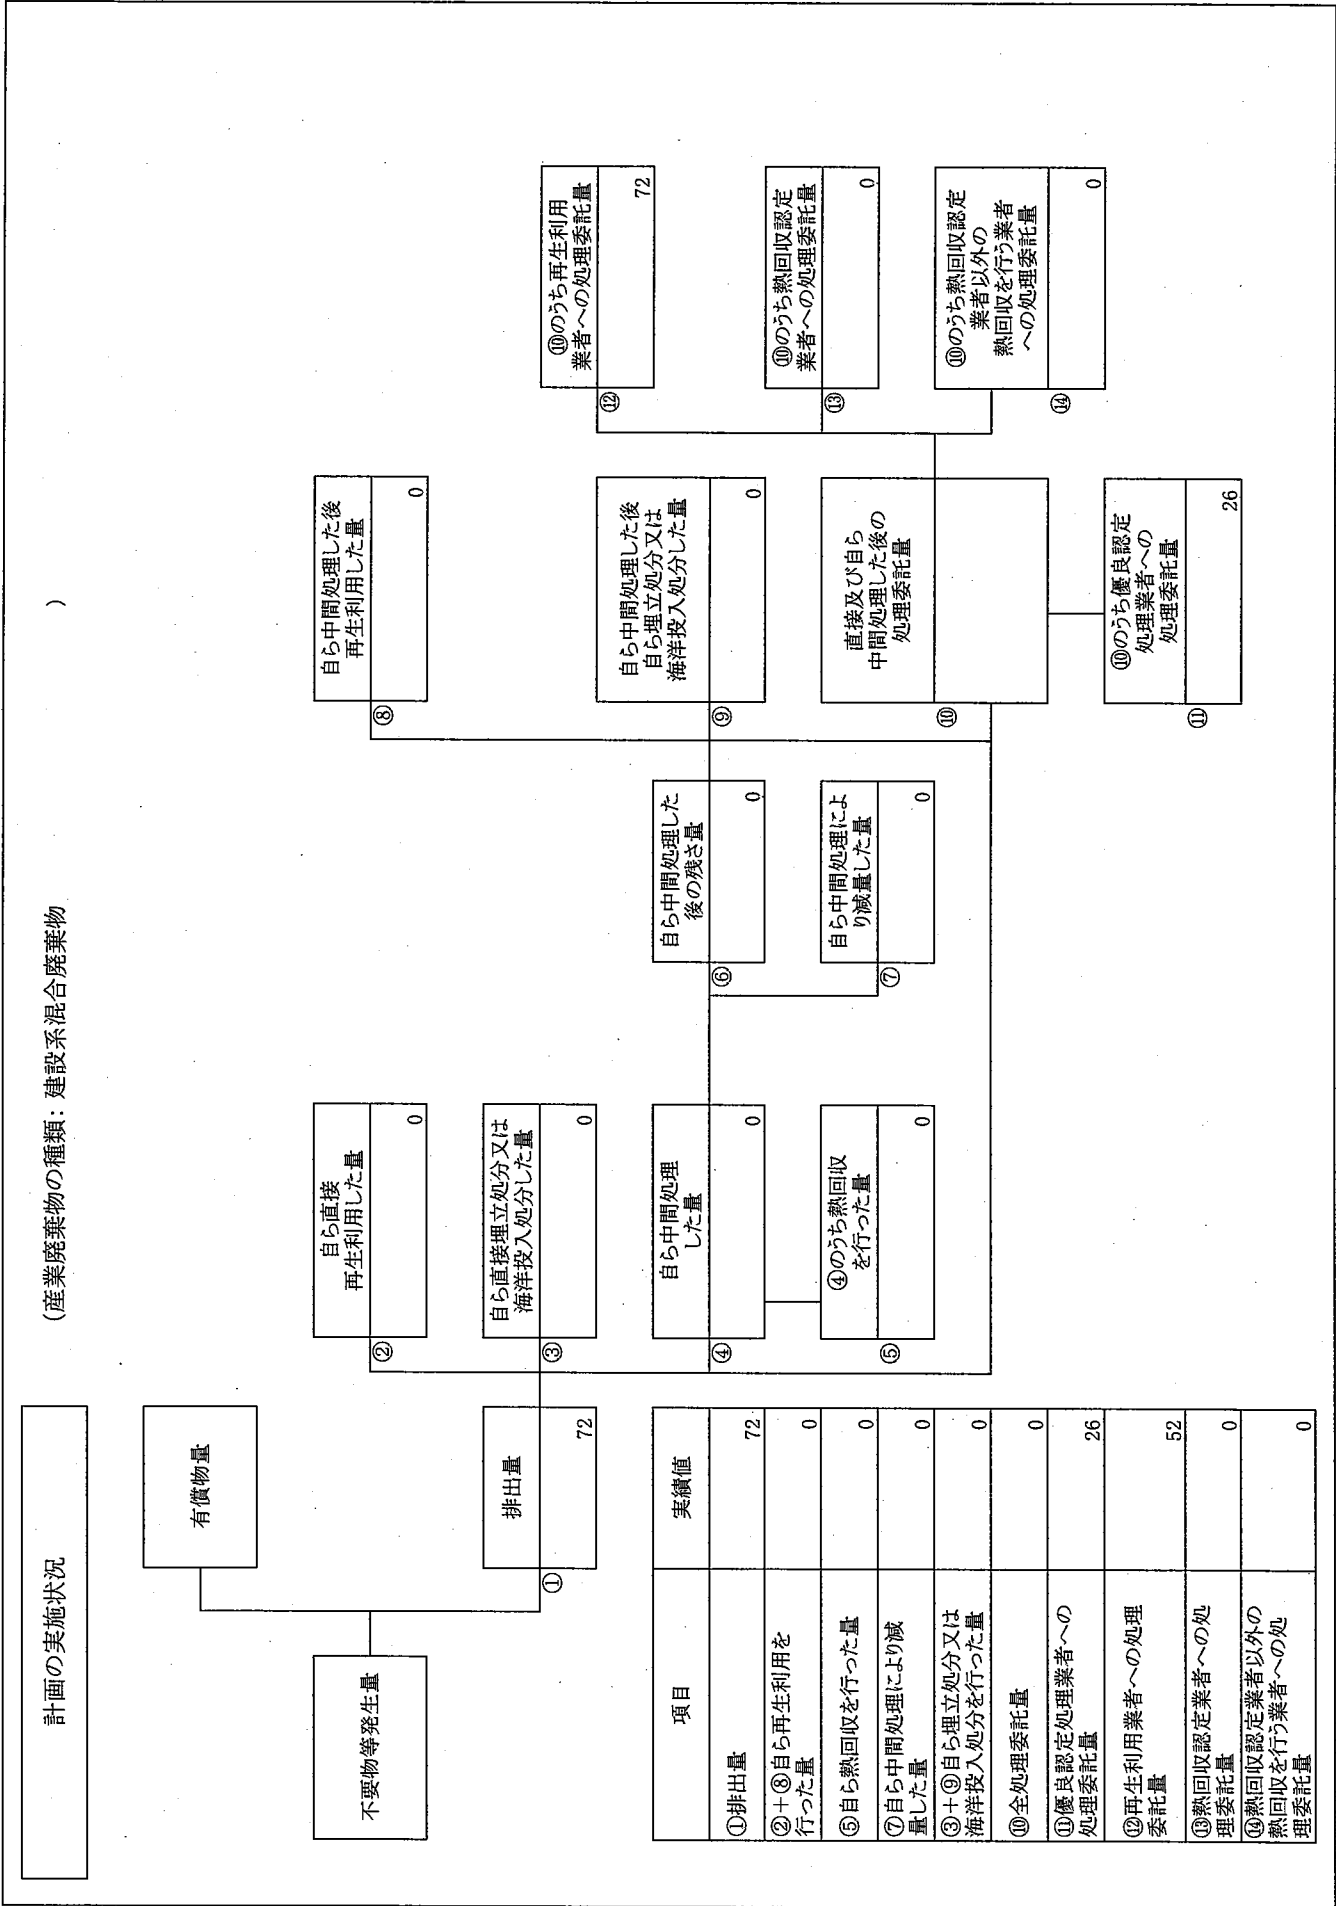 計画の実施状況
(産業廃棄物の種類：建設系混合廃棄物　　　　)
不要物等発生量
有償物量
①
排出量
72
②
自ら直接
再生利用した量
0
③
自ら直接埋立処分又は
海洋投入処分した量
0
④
自ら中間処理
した量
0
⑤
④のうち熱回収
を行った量
0
⑥
自ら中間処理した
後の残さ量
0
⑦
自ら中間処理によ
り減量した量
0
⑧
自ら中間処理した後
再生利用した量
0
⑨
自ら中間処理した後
自ら埋立処分又は
海洋投入処分した量
0
⑩
直接及び自ら
中間処理した後の
処理委託量
⑪
⑩のうち優良認定
処理業者への
処理委託量
26
⑫
⑩のうち再生利用
業者への処理委託量
72
⑬
⑩のうち熱回収認定
業者への処理委託量
0
⑭
⑩のうち熱回収認定
業者以外の
熱回収を行う業者
への処理委託量
0
項目 実績値
①排出量 72
②＋⑧自ら再生利用を
行った量 0
⑤自ら熱回収を行った量 0
⑦自ら中間処理により減
量した量 0
③＋⑨自ら埋立処分又は
海洋投入処分を行った量 0
⑩全処理委託量 0
⑪優良認定処理業者への
処理委託量 26
⑫再生利用業者への処理
委託量 52
⑬熱回収認定業者への処
理委託量 0
⑭熱回収認定業者以外の
熱回収を行う業者への処
理委託量 0